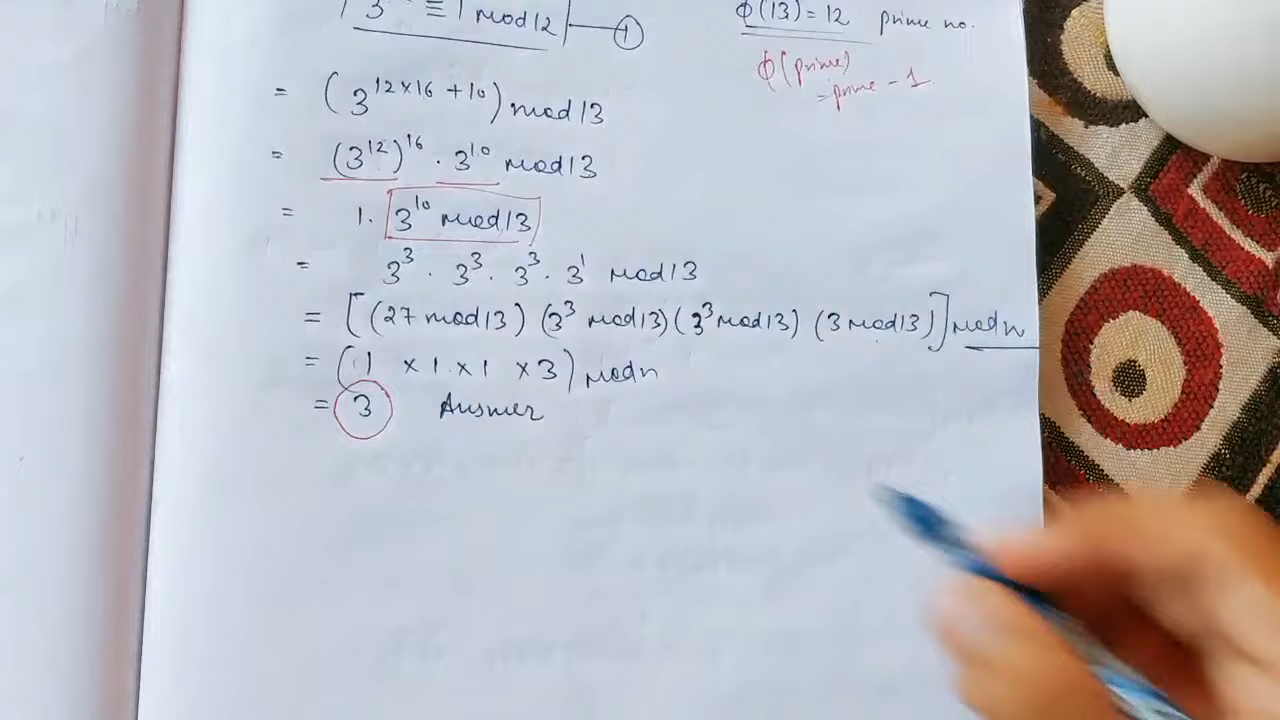 3 ≡ 1 mod 12 ——①
φ(13) = 12 prime no.
φ(prime)
= prime - 1
= (3^{12×16 + 10}) mod 13
= (3^{12})^{16} · 3^{10} mod 13
= 1. 3^{10} mod 13
= 3^3 · 3^3 · 3^3 · 3^1 mod 13
= [(27 mod 13) (3^3 mod 13) (3^3 mod 13) (3 mod 13)] mod n
= (1 × 1 × 1 × 3) mod n
= 3 Answer